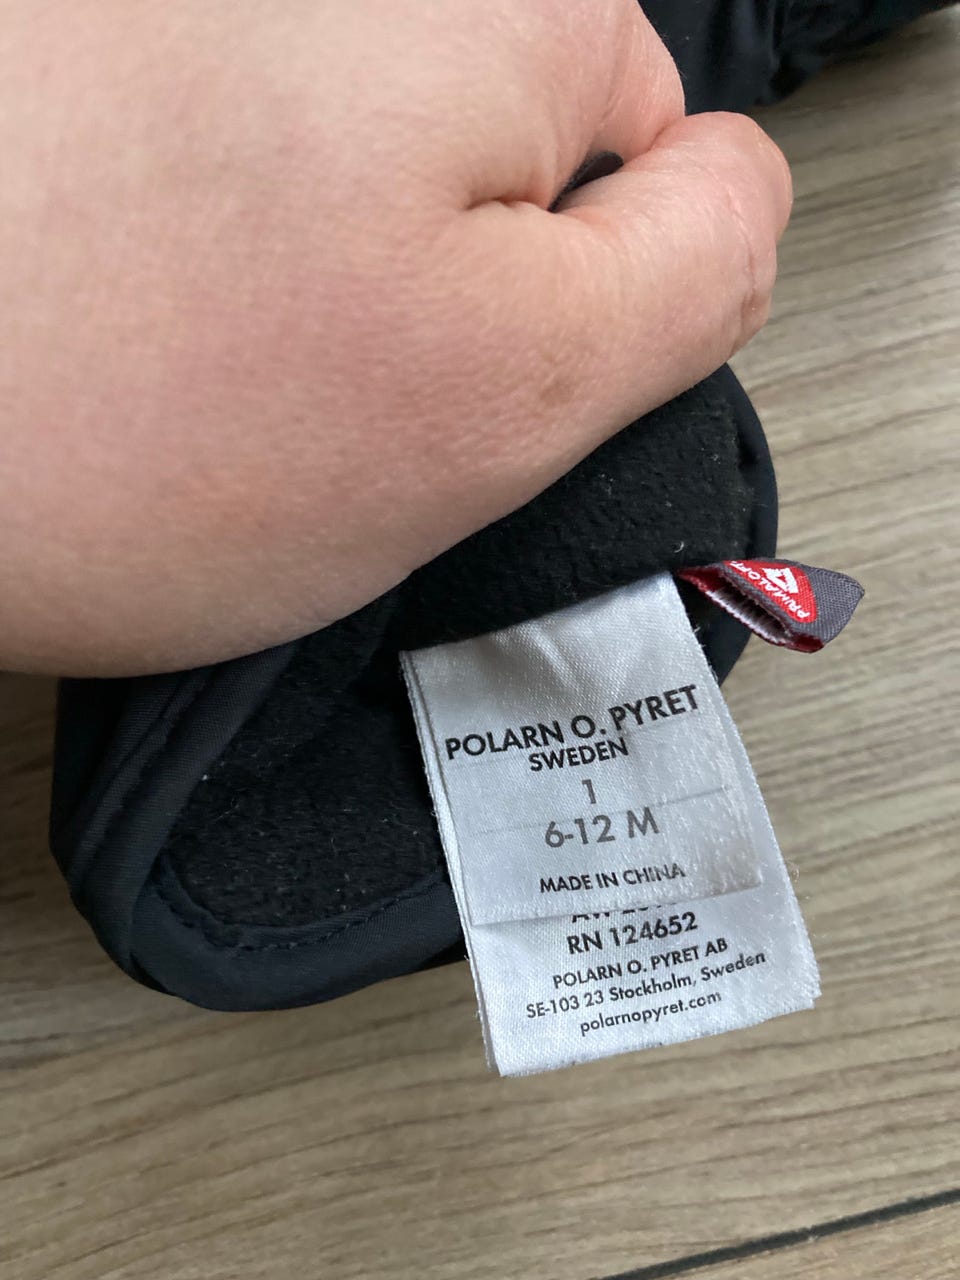 PRIMALOFT
POLARN O. PYRET
SWEDEN
1
6-12 M
MADE IN CHINA
RN 124652
POLARN O. PYRET AB
SE-103 23 Stockholm, Sweden
polarnopyret.com